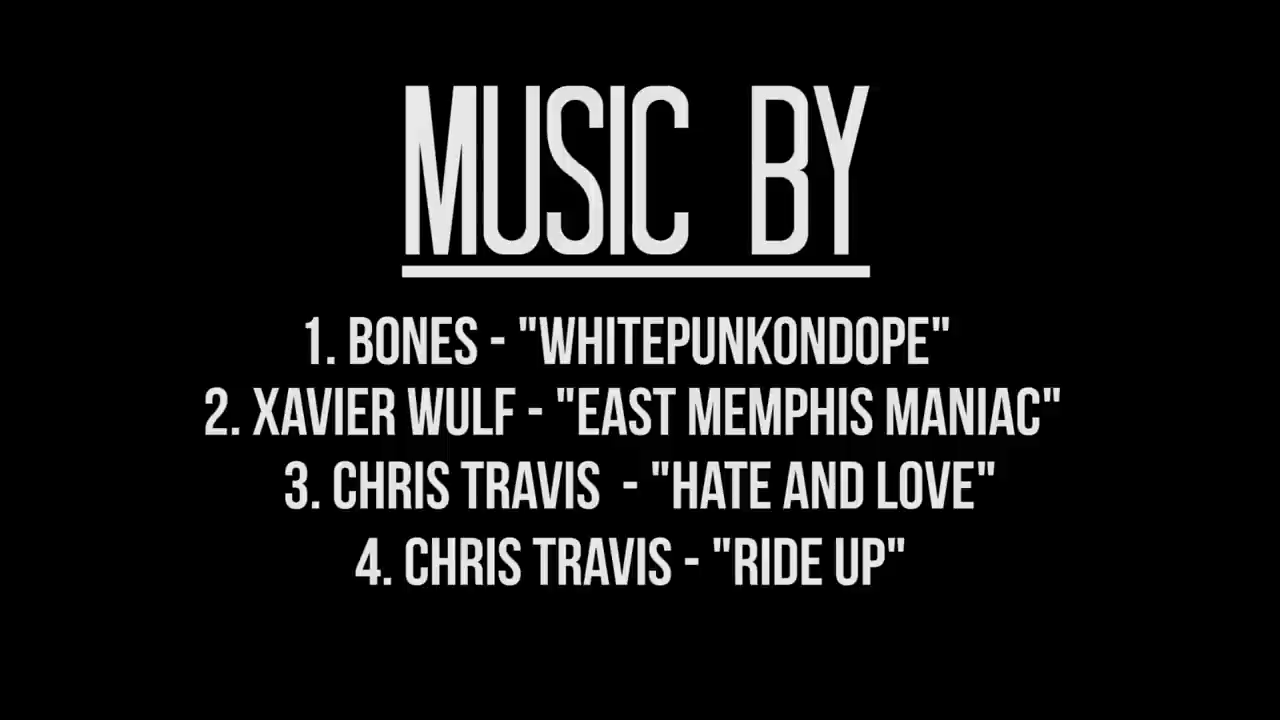 MUSIC BY
1. BONES - "WHITEPUNKONDOPE"
2. XAVIER WULF - "EAST MEMPHIS MANIAC"
3. CHRIS TRAVIS - "HATE AND LOVE"
4. CHRIS TRAVIS - "RIDE UP"